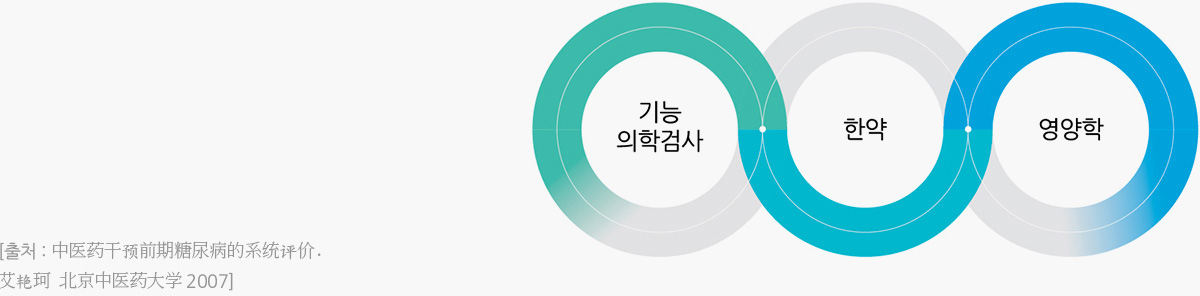 기능
의학검사
한약
영양학
[출처 : 中医药干预前期糖尿病的系统评价.
艾艳珂 北京中医药大学 2007]